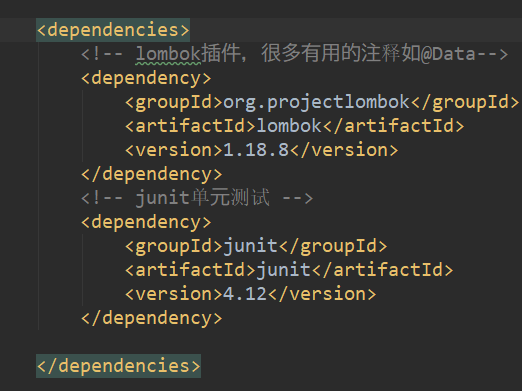 <dependencies>
<!-- lombok插件，很多有用的注释如@Data-->
<dependency>
<groupId>org.projectlombok</groupId>
<artifactId>lombok</artifactId>
<version>1.18.8</version>
</dependency>
<!-- junit单元测试 -->
<dependency>
<groupId>junit</groupId>
<artifactId>junit</artifactId>
<version>4.12</version>
</dependency>
</dependencies>